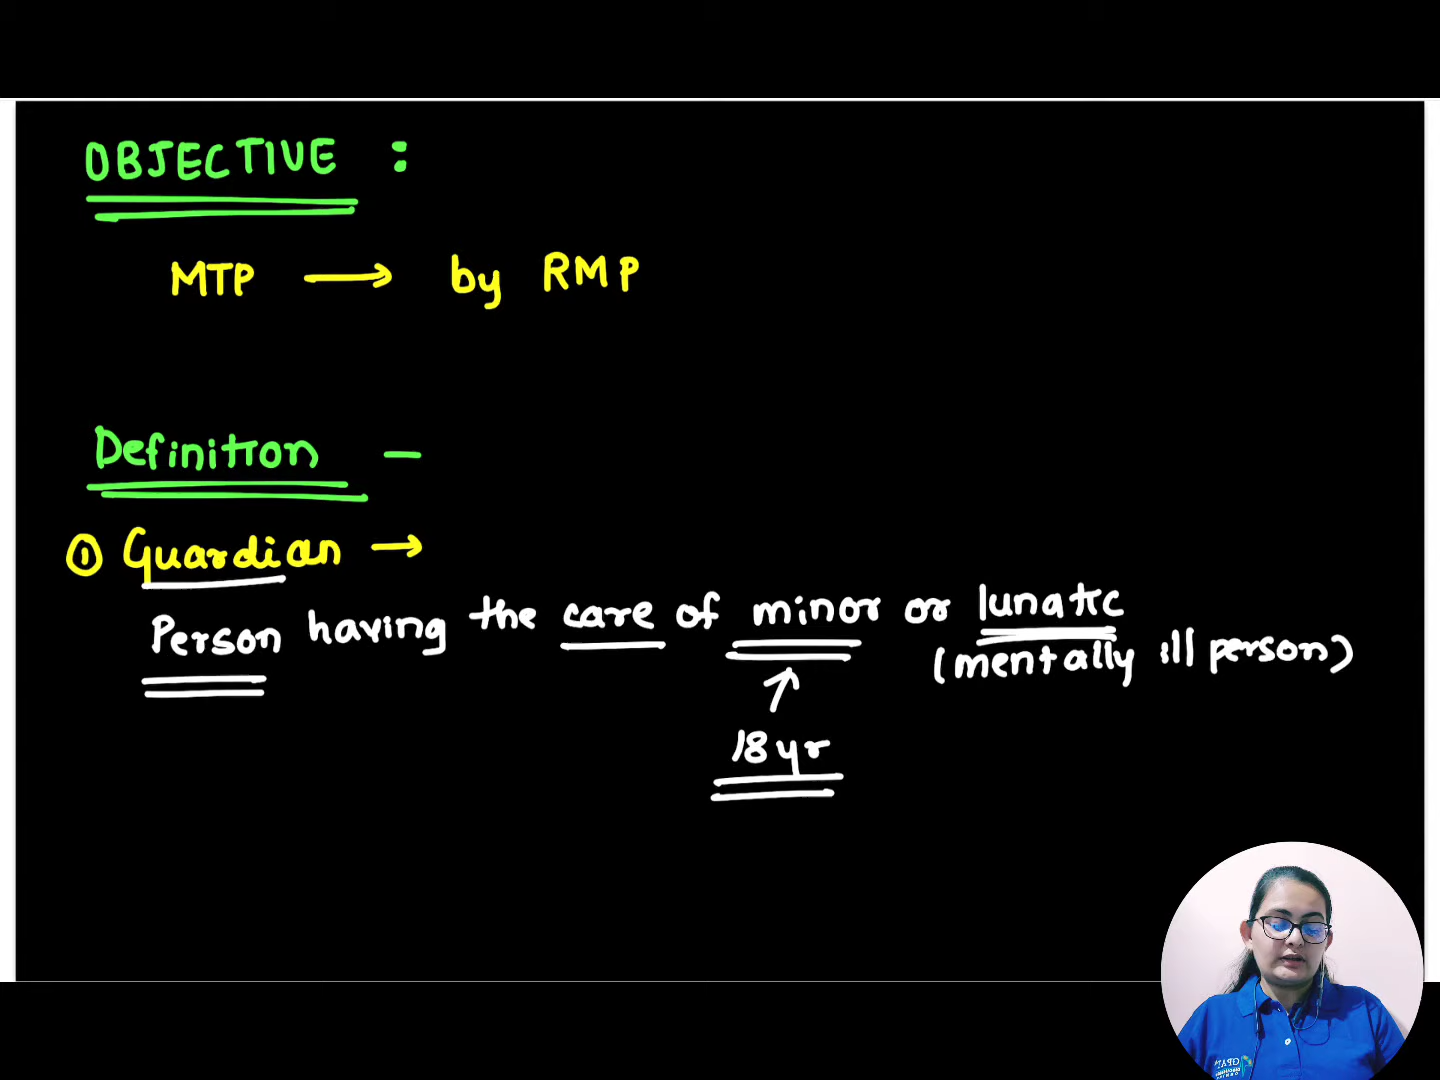 OBJECTIVE :
MTP → by RMP
Definition –
① Guardian →
Person having the care of minor or lunatic
(mentally ill person)
18 yr